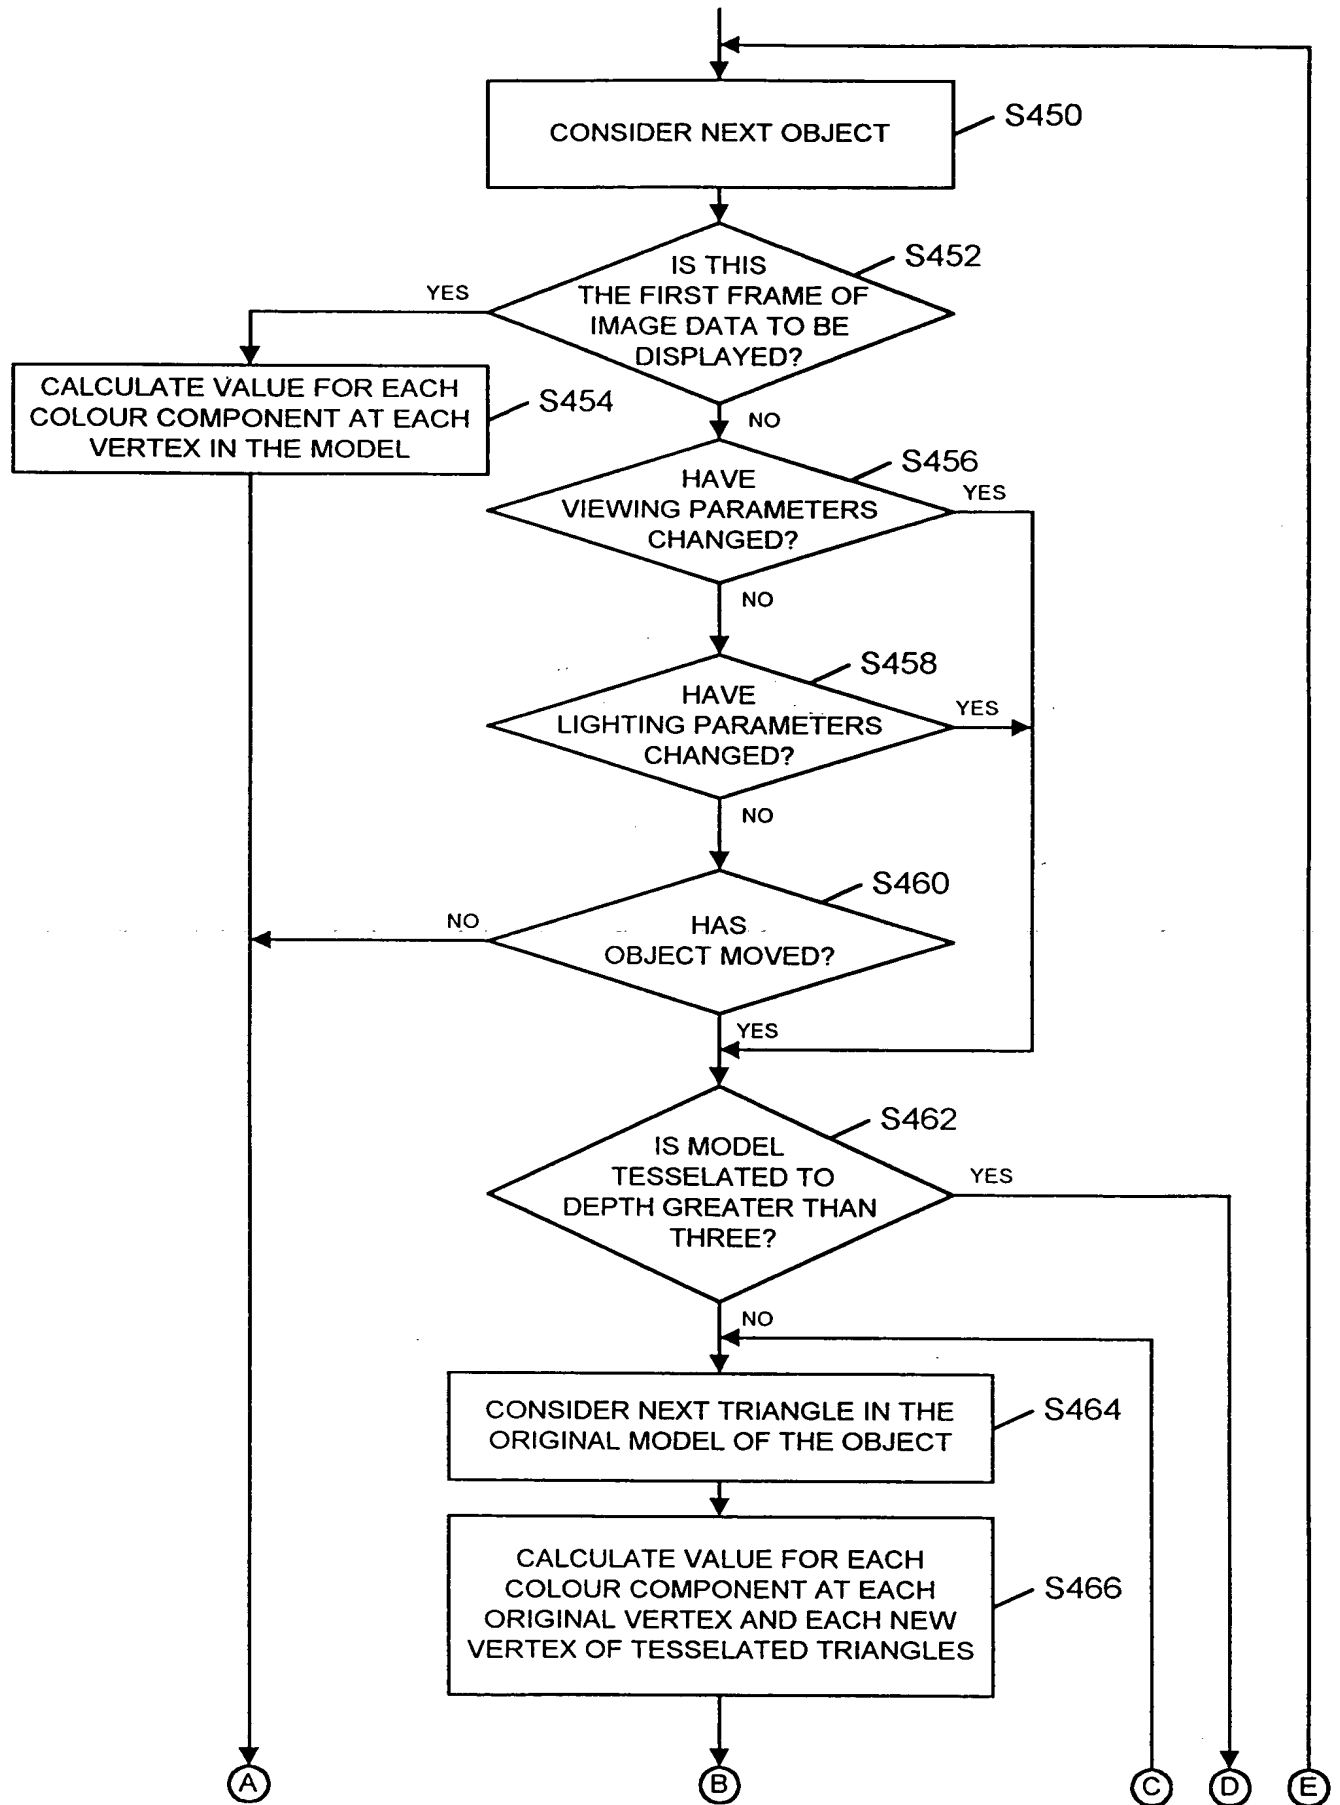 CONSIDER NEXT OBJECT
S450
IS THIS
THE FIRST FRAME OF
IMAGE DATA TO BE
DISPLAYED?
S452
YES
NO
CALCULATE VALUE FOR EACH
COLOUR COMPONENT AT EACH
VERTEX IN THE MODEL
S454
HAVE
VIEWING PARAMETERS
CHANGED?
S456
YES
NO
HAVE
LIGHTING PARAMETERS
CHANGED?
S458
YES
NO
HAS
OBJECT MOVED?
S460
NO
YES
IS MODEL
TESSELATED TO
DEPTH GREATER THAN
THREE?
S462
YES
NO
CONSIDER NEXT TRIANGLE IN THE
ORIGINAL MODEL OF THE OBJECT
S464
CALCULATE VALUE FOR EACH
COLOUR COMPONENT AT EACH
ORIGINAL VERTEX AND EACH NEW
VERTEX OF TESSELATED TRIANGLES
S466
A
B
C
D
E